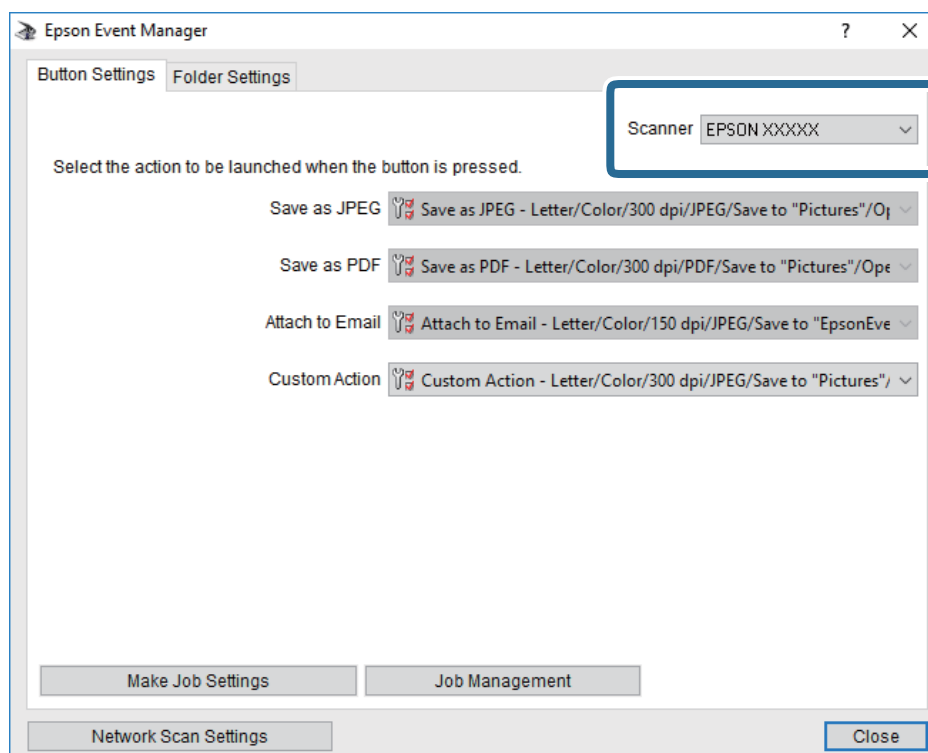 Epson Event Manager
Button Settings Folder Settings
Scanner EPSON XXXXX
Select the action to be launched when the button is pressed.
Save as JPEG Save as JPEG - Letter/Color/300 dpi/JPEG/Save to "Pictures"/Op
Save as PDF Save as PDF - Letter/Color/300 dpi/PDF/Save to "Pictures"/Ope
Attach to Email Attach to Email - Letter/Color/150 dpi/JPEG/Save to "EpsonEve
Custom Action Custom Action - Letter/Color/300 dpi/JPEG/Save to "Pictures"/
Make Job Settings Job Management
Network Scan Settings Close